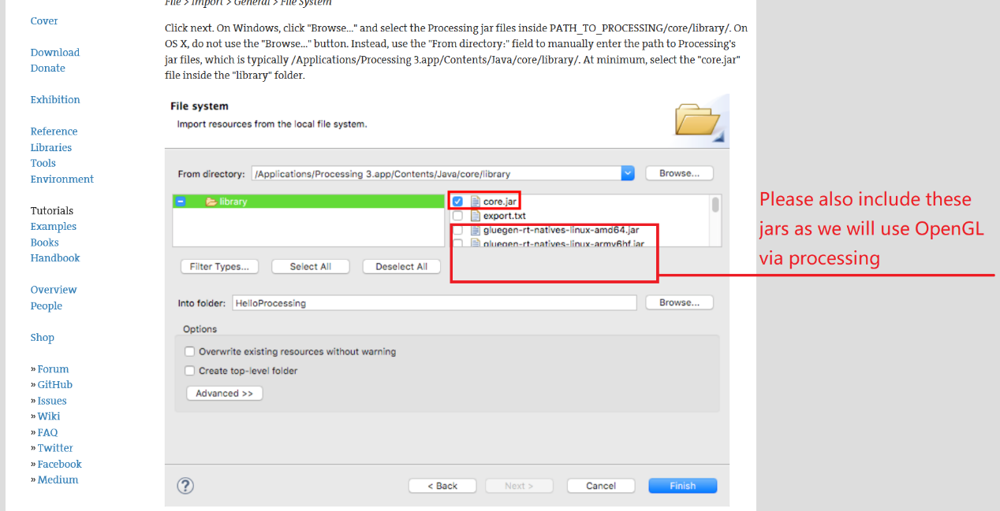 File > Import > General > File System
Cover
Download
Donate
Exhibition
Reference
Libraries
Tools
Environment
Tutorials
Examples
Books
Handbook
Overview
People
Shop
» Forum
» GitHub
» Issues
» Wiki
» FAQ
» Twitter
» Facebook
» Medium
Click next. On Windows, click "Browse..." and select the Processing jar files inside PATH_TO_PROCESSING/core/library/. On
OS X, do not use the "Browse..." button. Instead, use the "From directory:" field to manually enter the path to Processing's
jar files, which is typically /Applications/Processing 3.app/Contents/Java/core/library/. At minimum, select the "core.jar"
file inside the "library" folder.
File system
Import resources from the local file system.
From directory: /Applications/Processing 3.app/Contents/Java/core/library Browse...
library
core.jar
export.txt
gluegen-rt-natives-linux-amd64.jar
gluegen-rt-natives-linux-armv6hf.jar
Filter Types... Select All Deselect All
Into folder: HelloProcessing Browse...
Options
Overwrite existing resources without warning
Create top-level folder
Advanced >>
? < Back Next > Cancel Finish
Please also include these
jars as we will use OpenGL
via processing